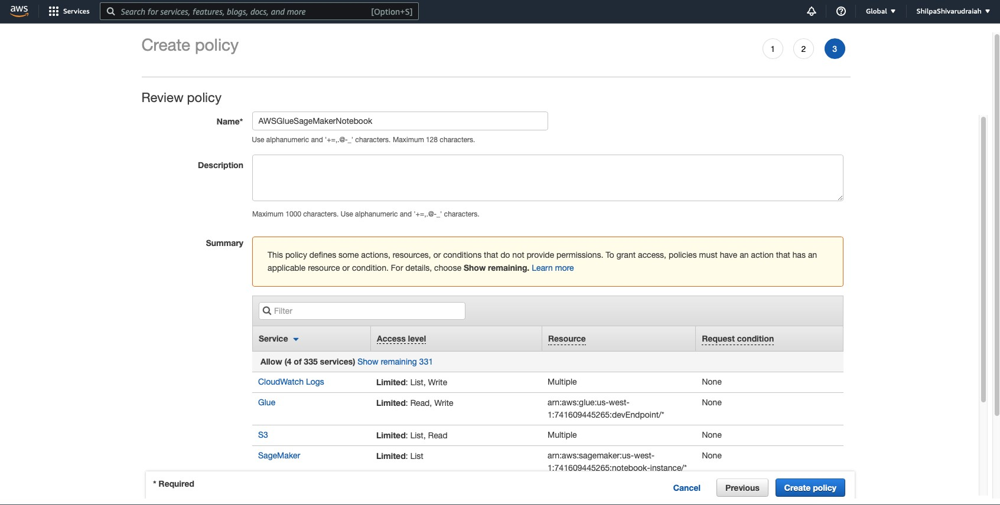 aws
Services
Search for services, features, blogs, docs, and more
[Option+S]
Global
ShilpaShivarudraiah
Create policy
1
2
3
Review policy
Name*
AWSGlueSageMakerNotebook
Use alphanumeric and '+=,.@-_' characters. Maximum 128 characters.
Description
Maximum 1000 characters. Use alphanumeric and '+=,.@-_' characters.
Summary
This policy defines some actions, resources, or conditions that do not provide permissions. To grant access, policies must have an action that has an
applicable resource or condition. For details, choose Show remaining. Learn more
Filter
Service
Access level
Resource
Request condition
Allow (4 of 335 services) Show remaining 331
CloudWatch Logs
Limited: List, Write
Multiple
None
Glue
Limited: Read, Write
arn:aws:glue:us-west-
1:741609445265:devEndpoint/*
None
S3
Limited: List, Read
Multiple
None
SageMaker
Limited: List
arn:aws:sagemaker:us-west-
1:741609445265:notebook-instance/*
None
* Required
Cancel
Previous
Create policy